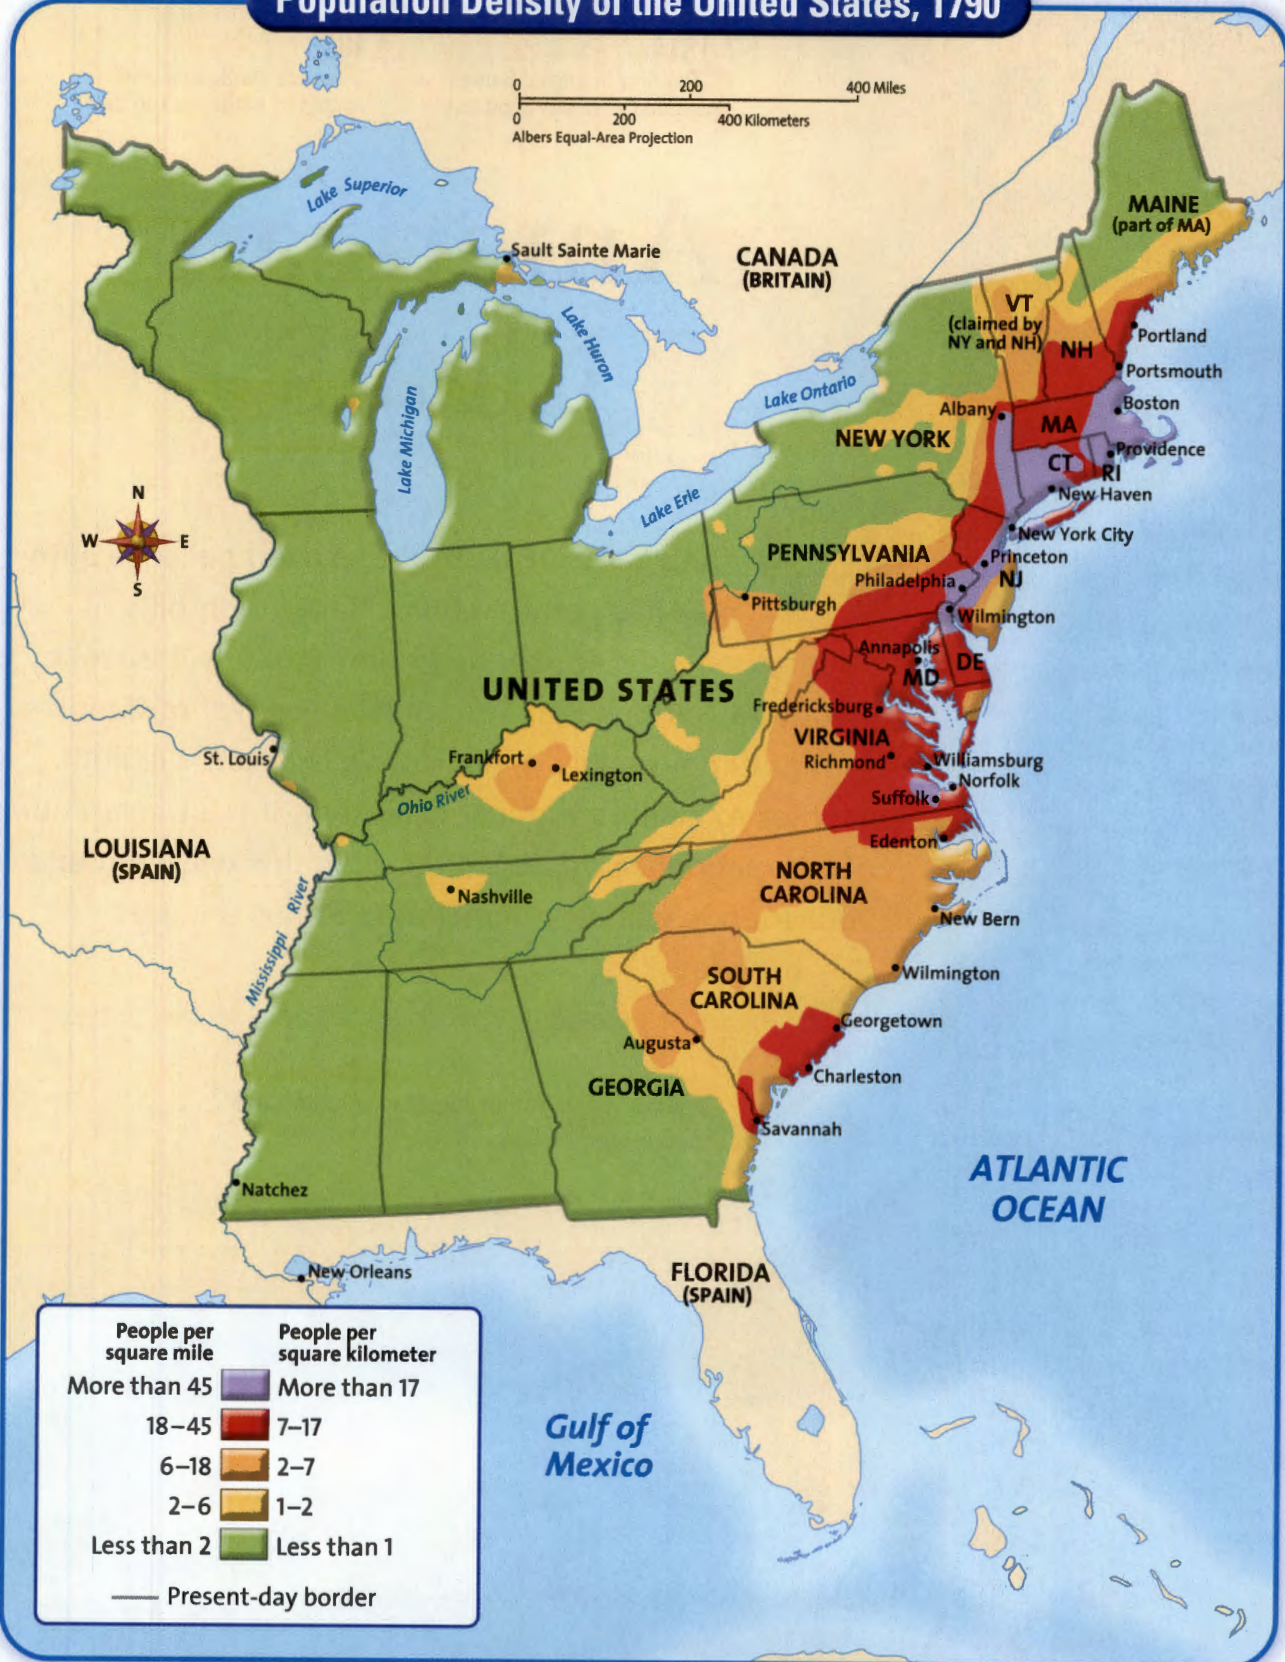 Population Density of the United States, 1790
0 200 400 Miles
0 200 400 Kilometers
Albers Equal-Area Projection
Lake Superior
Sault Sainte Marie
CANADA
(BRITAIN)
MAINE
(part of MA)
VT
(claimed by
NY and NH)
NH
Portland
Portsmouth
Lake Huron
Lake Michigan
Lake Ontario
Albany
Boston
MA
NEW YORK
Providence
CT
RI
New Haven
Lake Erie
New York City
N
W E
S
PENNSYLVANIA
Princeton
Philadelphia
NJ
Pittsburgh
Wilmington
Annapolis
DE
MD
UNITED STATES
Fredericksburg
VIRGINIA
Richmond
Williamsburg
Norfolk
Suffolk
St. Louis
Frankfort
Lexington
Ohio River
Edenton
LOUISIANA
(SPAIN)
NORTH
CAROLINA
Nashville
New Bern
Mississippi River
Wilmington
SOUTH
CAROLINA
Georgetown
Augusta
Charleston
GEORGIA
Savannah
Natchez
ATLANTIC
OCEAN
New Orleans
FLORIDA
(SPAIN)
Gulf of
Mexico
People per
square mile
People per
square kilometer
More than 45 More than 17
18–45 7–17
6–18 2–7
2–6 1–2
Less than 2 Less than 1
Present-day border